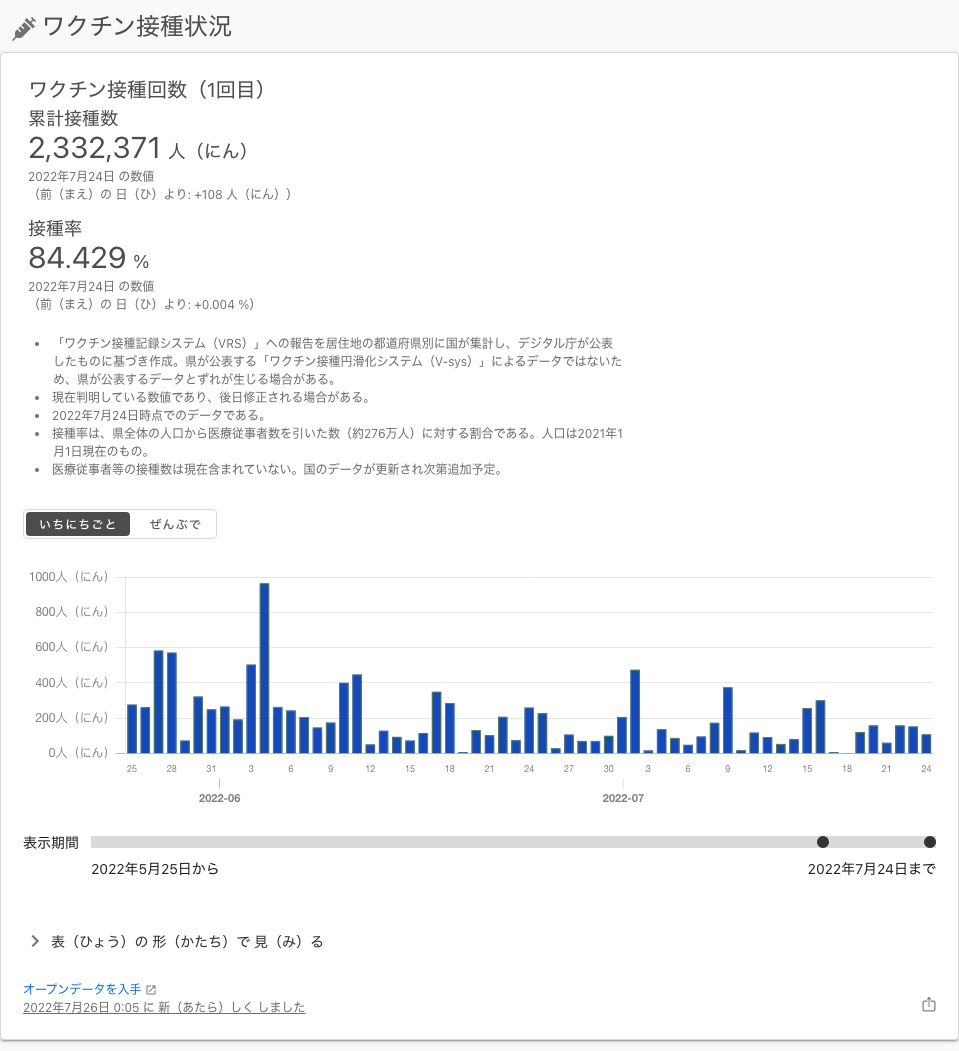 ワクチン接種状況
ワクチン接種回数（1回目）
累計接種数
2,332,371 人（にん）
2022年7月24日 の数値
（前（まえ）の 日（ひ）より: +108 人（にん））
接種率
84.429 %
2022年7月24日 の数値
（前（まえ）の 日（ひ）より: +0.004 %）
• 「ワクチン接種記録システム（VRS）」への報告を居住地の都道府県別に国が集計し、デジタル庁が公表
したものに基づき作成。県が公表する「ワクチン接種円滑化システム（V-sys）」によるデータではないた
め、県が公表するデータとずれが生じる場合がある。
• 現在判明している数値であり、後日修正される場合がある。
• 2022年7月24日時点でのデータである。
• 接種率は、県全体の人口から医療従事者数を引いた数（約276万人）に対する割合である。人口は2021年1
月1日現在のもの。
• 医療従事者等の接種数は現在含まれていない。国のデータが更新され次第追加予定。
いちにちごと ぜんぶで
1000人（にん）
800人（にん）
600人（にん）
400人（にん）
200人（にん）
0人（にん）
25 28 31 3 6 9 12 15 18 21 24 27 30 3 6 9 12 15 18 21 24
2022-06 2022-07
表示期間
2022年5月25日から 2022年7月24日まで
表（ひょう）の 形（かたち）で 見（み）る
オープンデータを入手
2022年7月26日 0:05 に 新（あたら）しく しました